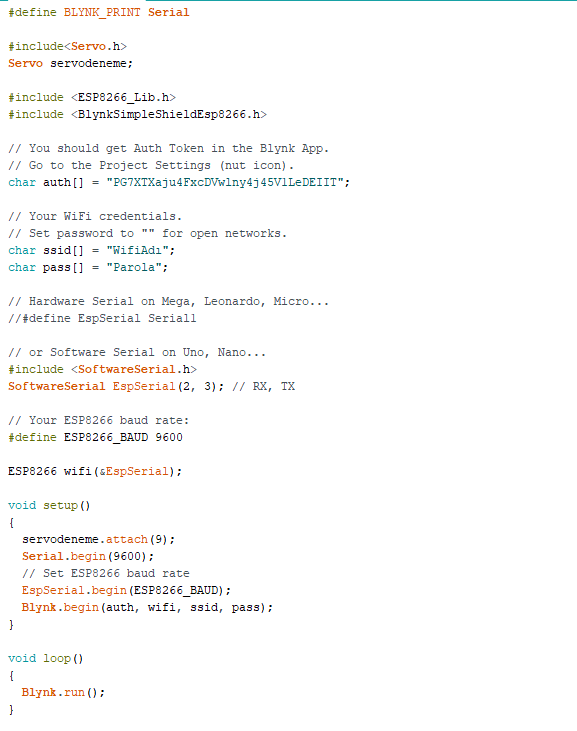 #define BLYNK_PRINT Serial
#include<Servo.h>
Servo servodeneme;
#include <ESP8266_Lib.h>
#include <BlynkSimpleShieldEsp8266.h>
// You should get Auth Token in the Blynk App.
// Go to the Project Settings (nut icon).
char auth[] = "PG7XTXaju4FxcDVwlny4j45VlLeDEIIT";
// Your WiFi credentials.
// Set password to "" for open networks.
char ssid[] = "WifiAdı";
char pass[] = "Parola";
// Hardware Serial on Mega, Leonardo, Micro...
//#define EspSerial Serial1
// or Software Serial on Uno, Nano...
#include <SoftwareSerial.h>
SoftwareSerial EspSerial(2, 3); // RX, TX
// Your ESP8266 baud rate:
#define ESP8266_BAUD 9600
ESP8266 wifi(&EspSerial);
void setup()
{
servodeneme.attach(9);
Serial.begin(9600);
// Set ESP8266 baud rate
EspSerial.begin(ESP8266_BAUD);
Blynk.begin(auth, wifi, ssid, pass);
}
void loop()
{
Blynk.run();
}